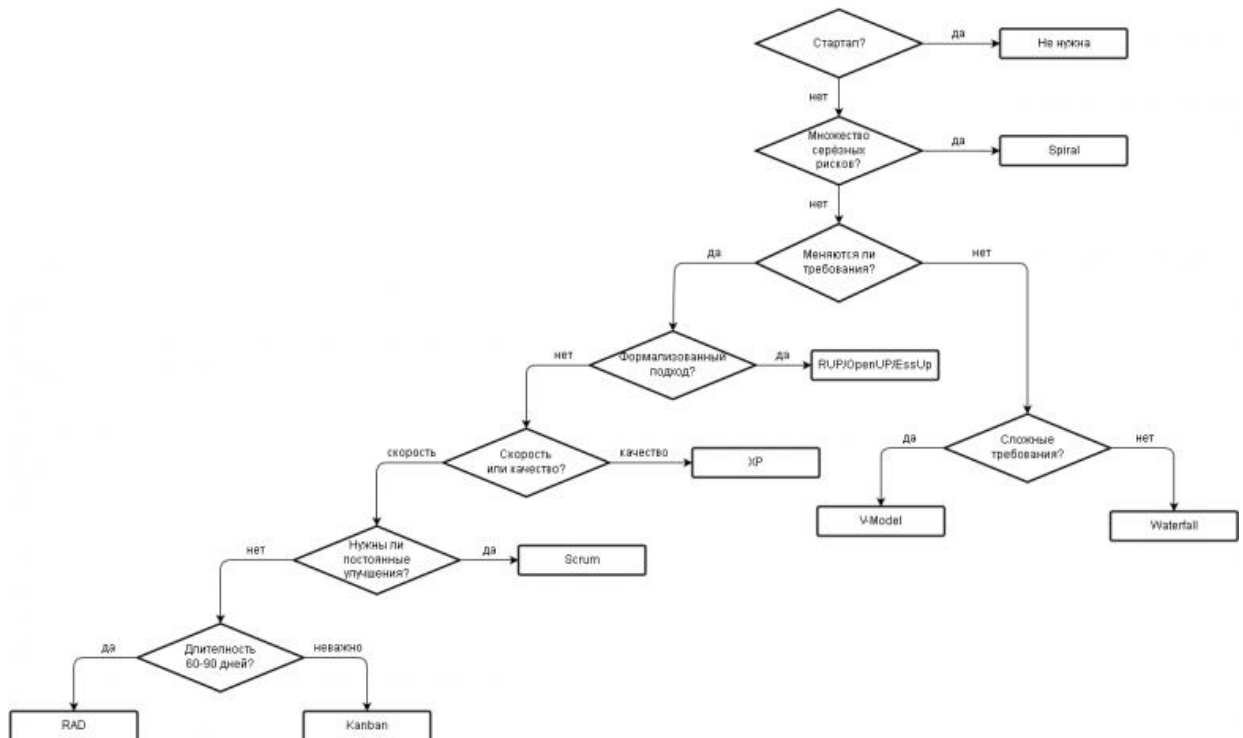 Стартап?
да
Не нужна
нет
Множество
серёзных
рисков?
да
Spiral
нет
Меняются ли
требования?
да
нет
Формализованный
подход?
нет
да
RUP/OpenUP/EssUp
Сложные
требования?
да
нет
Скорость
или качество?
скорость
качество
XP
V-Model
Waterfall
Нужны ли
постоянные
улучшения?
нет
да
Scrum
Длителность
60-90 дней?
да
неважно
RAD
Kanban